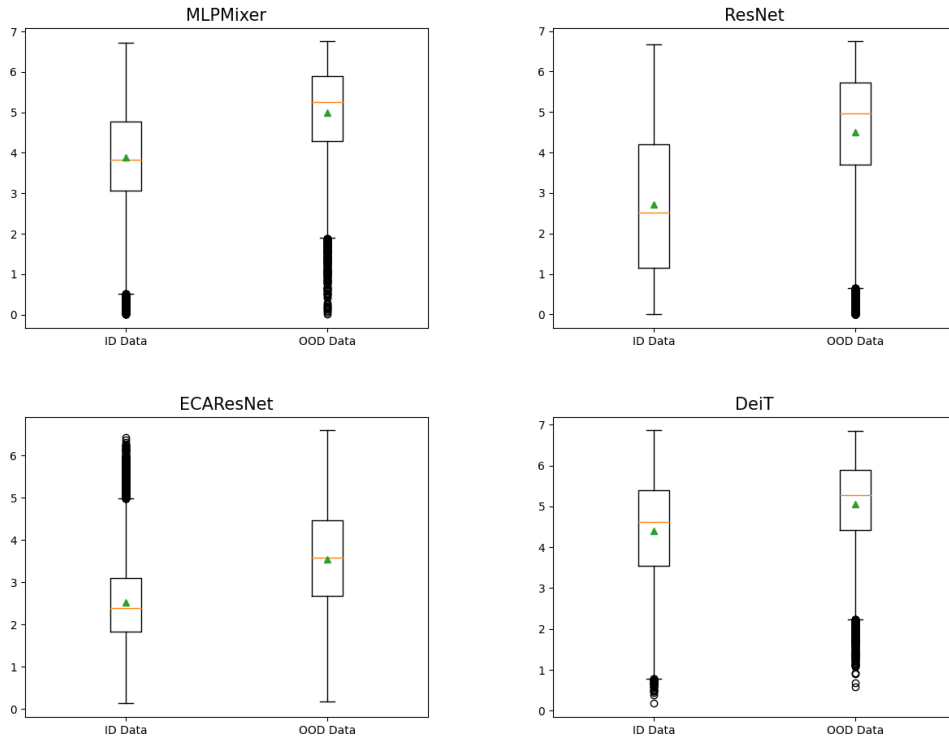 MLPMixer
7
6
5
4
3
2
1
0
ID Data
OOD Data
ResNet
7
6
5
4
3
2
1
0
ID Data
OOD Data
ECAResNet
6
5
4
3
2
1
0
ID Data
OOD Data
DeiT
7
6
5
4
3
2
1
0
ID Data
OOD Data